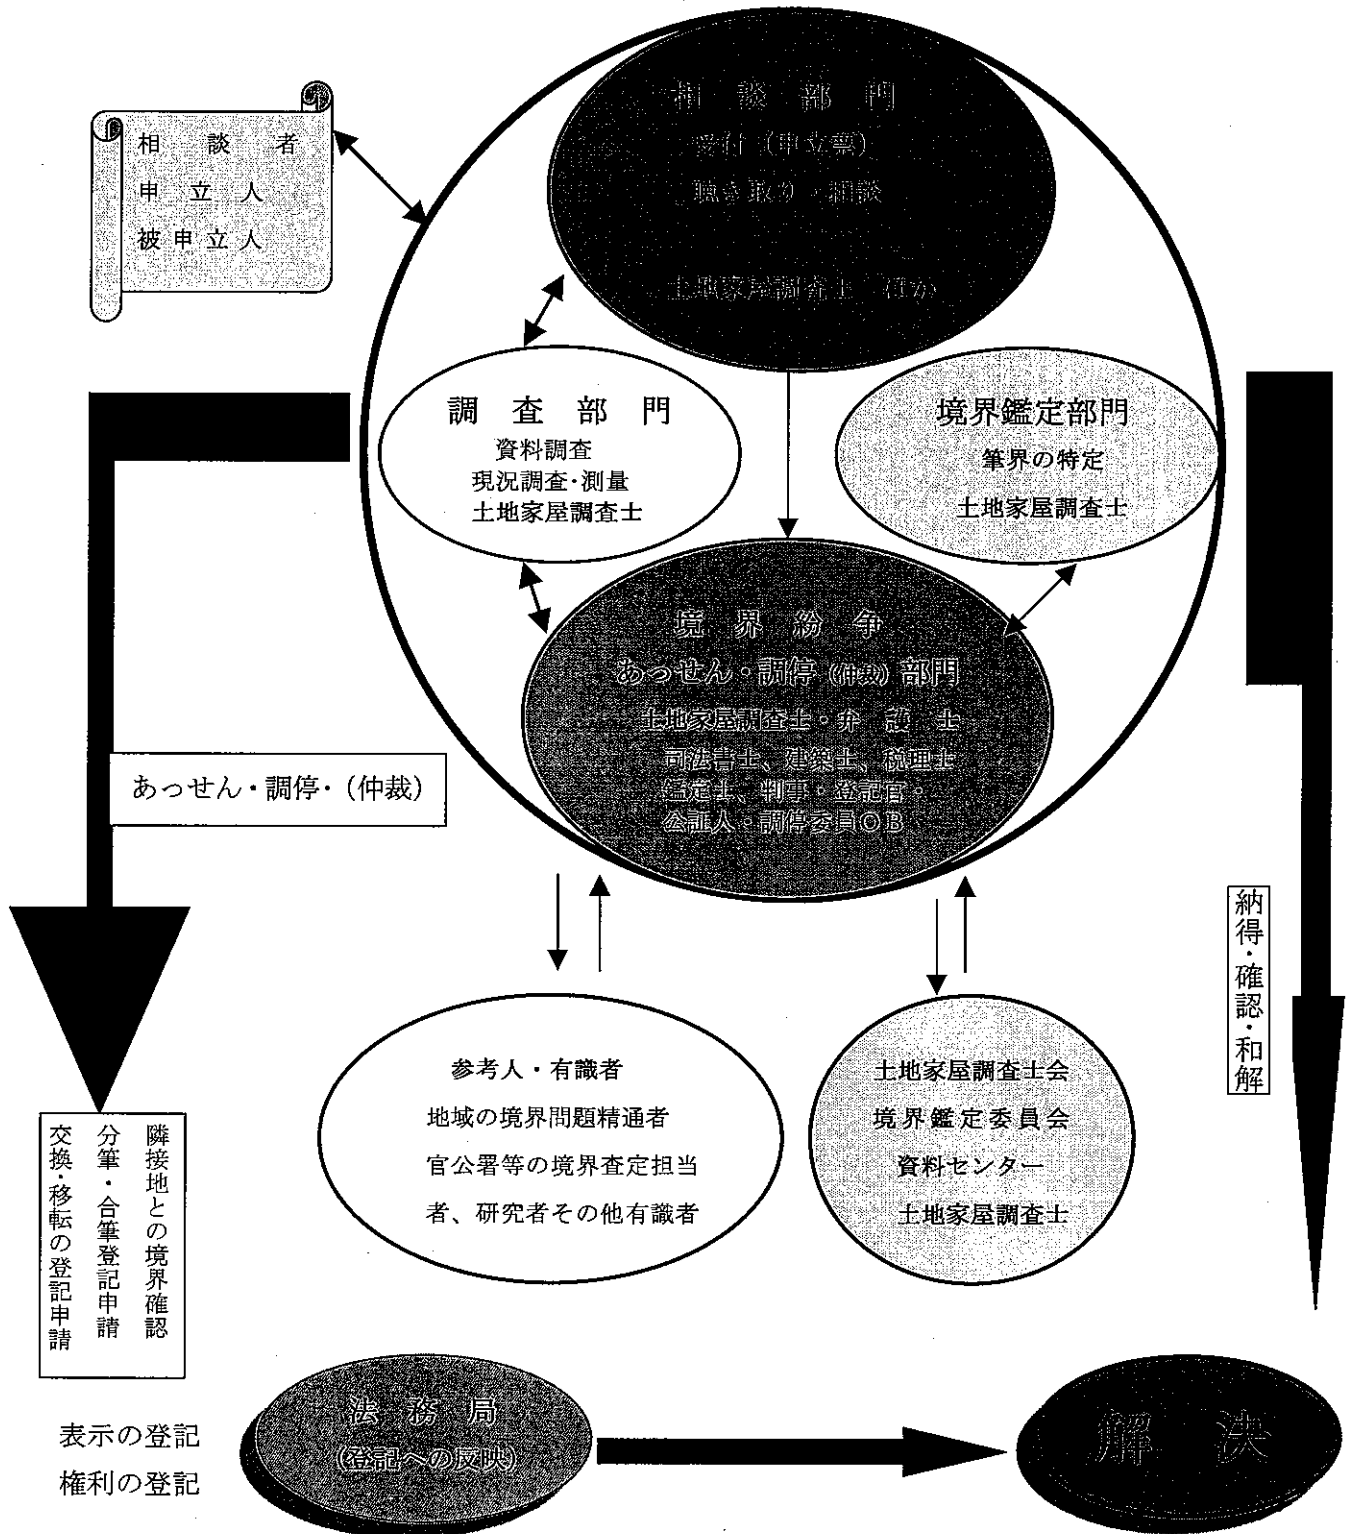 相談部門
受付（申立票）
聴き取り・相談
土地家屋調査士 ほか
相談者
申立人
被申立人
調査部門
資料調査
現況調査・測量
土地家屋調査士
境界鑑定部門
筆界の特定
土地家屋調査士
境界紛争
あっせん・調停（仲裁）部門
土地家屋調査士・弁護士
司法書士、建築士、税理士
鑑定士、判事・登記官・
公証人・調停委員ＯＢ
あっせん・調停・（仲裁）
納得・確認・和解
参考人・有識者
地域の境界問題精通者
官公署等の境界査定担当
者、研究者その他有識者
土地家屋調査士会
境界鑑定委員会
資料センター
土地家屋調査士
隣接地との境界確認
分筆・合筆登記申請
交換・移転の登記申請
表示の登記
権利の登記
法務局
（登記への反映）
解決